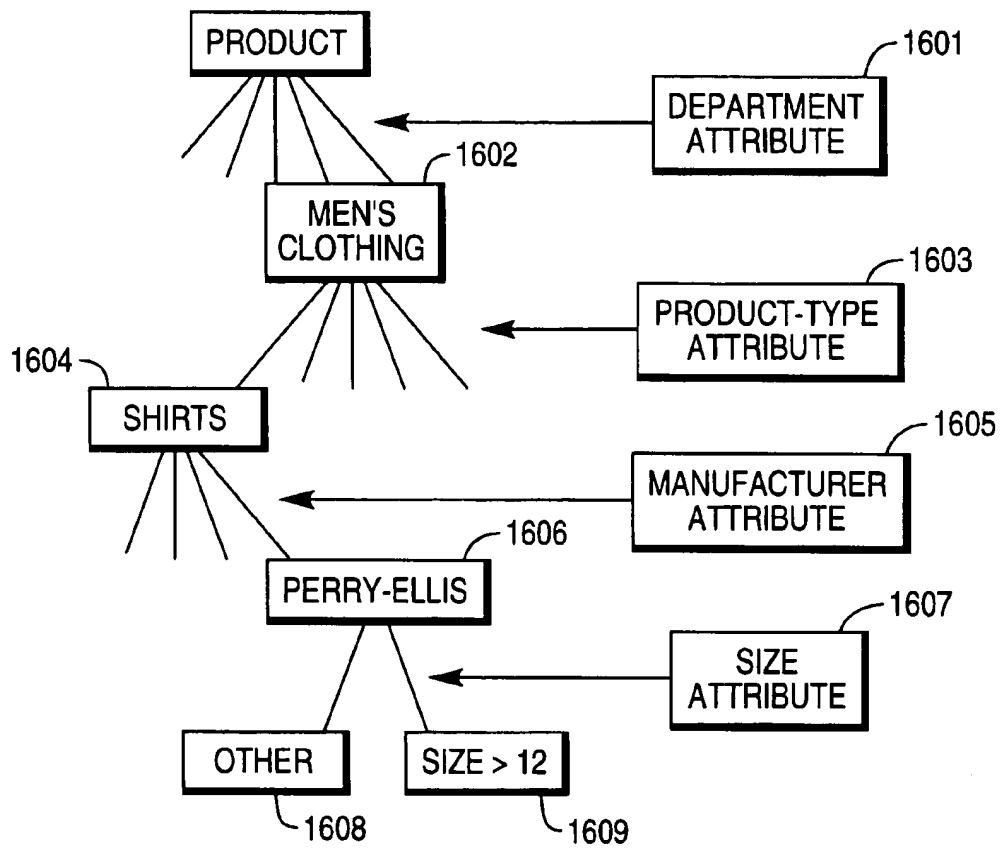 PRODUCT
1601
DEPARTMENT
ATTRIBUTE
1602
MEN'S
CLOTHING
1603
PRODUCT-TYPE
ATTRIBUTE
1604
SHIRTS
1605
MANUFACTURER
ATTRIBUTE
1606
PERRY-ELLIS
1607
SIZE
ATTRIBUTE
OTHER
SIZE > 12
1608
1609